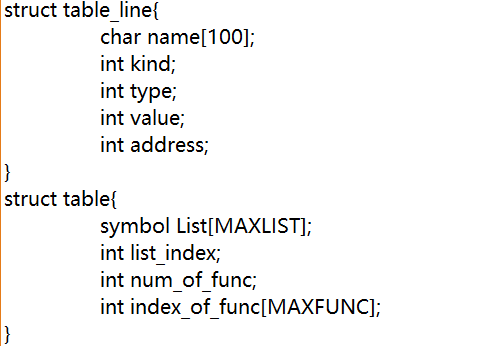 struct table_line{
char name[100];
int kind;
int type;
int value;
int address;
}
struct table{
symbol List[MAXLIST];
int list_index;
int num_of_func;
int index_of_func[MAXFUNC];
}